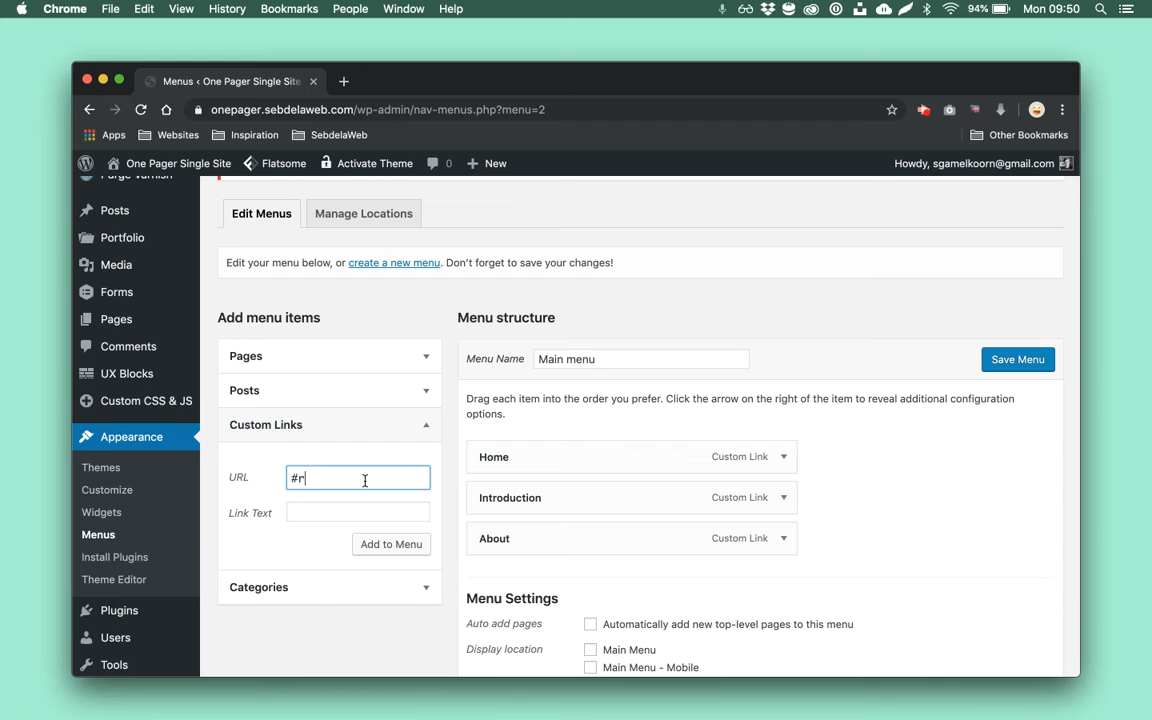 Chrome File Edit View History Bookmarks People Window Help 94% Mon 09:50
Menus ‹ One Pager Single Site
onepager.sebdelaweb.com/wp-admin/nav-menus.php?menu=2
Apps Websites Inspiration SebdelaWeb Other Bookmarks
One Pager Single Site Flatsome Activate Theme 0 New Howdy, sgamelkoorn@gmail.com
Purge Varnish
Posts
Portfolio
Media
Forms
Pages
Comments
UX Blocks
Custom CSS & JS
Appearance
Themes
Customize
Widgets
Menus
Install Plugins
Theme Editor
Plugins
Users
Tools
Edit Menus Manage Locations
Edit your menu below, or create a new menu. Don't forget to save your changes!
Add menu items
Pages
Posts
Custom Links
URL #r
Link Text
Add to Menu
Categories
Menu structure
Menu Name Main menu Save Menu
Drag each item into the order you prefer. Click the arrow on the right of the item to reveal additional configuration
options.
Home Custom Link
Introduction Custom Link
About Custom Link
Menu Settings
Auto add pages Automatically add new top-level pages to this menu
Display location Main Menu
Main Menu - Mobile